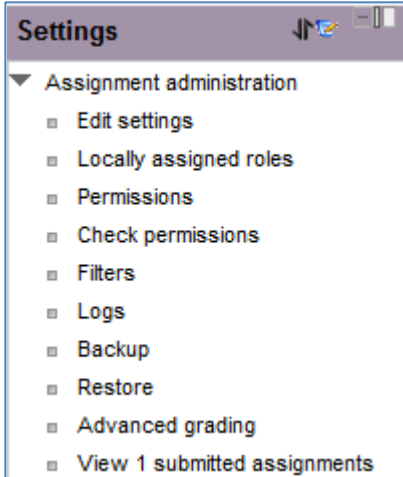 Settings
Assignment administration
Edit settings
Locally assigned roles
Permissions
Check permissions
Filters
Logs
Backup
Restore
Advanced grading
View 1 submitted assignments